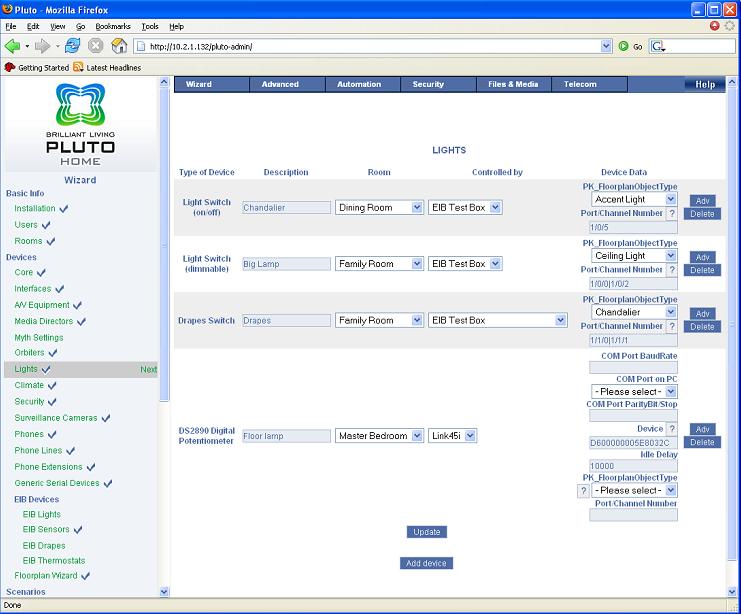 Pluto - Mozilla Firefox
File Edit View Go Bookmarks Tools Help
http://10.2.1.132/pluto-admin/ Go G
Getting Started Latest Headlines
BRILLIANT LIVING
PLUTO
HOME
Wizard
Basic Info
Installation
Users
Rooms
Devices
Core
Interfaces
A/V Equipment
Media Directors
Myth Settings
Orbiters
Lights Next
Climate
Security
Surveillance Cameras
Phones
Phone Lines
Phone Extensions
Generic Serial Devices
EIB Devices
EIB Lights
EIB Sensors
EIB Drapes
EIB Thermostats
Floorplan Wizard
Scenarios
Wizard Advanced Automation Security Files & Media Telecom Help
LIGHTS
Type of Device Description Room Controlled by Device Data
Light Switch
(on/off)
Chandalier Dining Room EIB Test Box
PK_FloorplanObjectType
Accent Light
Port/Channel Number ?
1/0/5
Adv
Delete
Light Switch
(dimmable)
Big Lamp Family Room EIB Test Box
PK_FloorplanObjectType
Ceiling Light
Port/Channel Number ?
1/0/0|1/0/2
Adv
Delete
Drapes Switch Drapes Family Room EIB Test Box
PK_FloorplanObjectType
Chandalier
Port/Channel Number ?
1/1/0|1/1/1
Adv
Delete
DS2890 Digital
Potentiometer
Floor lamp Master Bedroom Link45i
COM Port BaudRate
COM Port on PC
- Please select -
COM Port ParityBit/Stop
Device ?
D600000005E8032C
Idle Delay
10000
PK_FloorplanObjectType
? - Please select -
Port/Channel Number
Adv
Delete
Update
Add device
Done